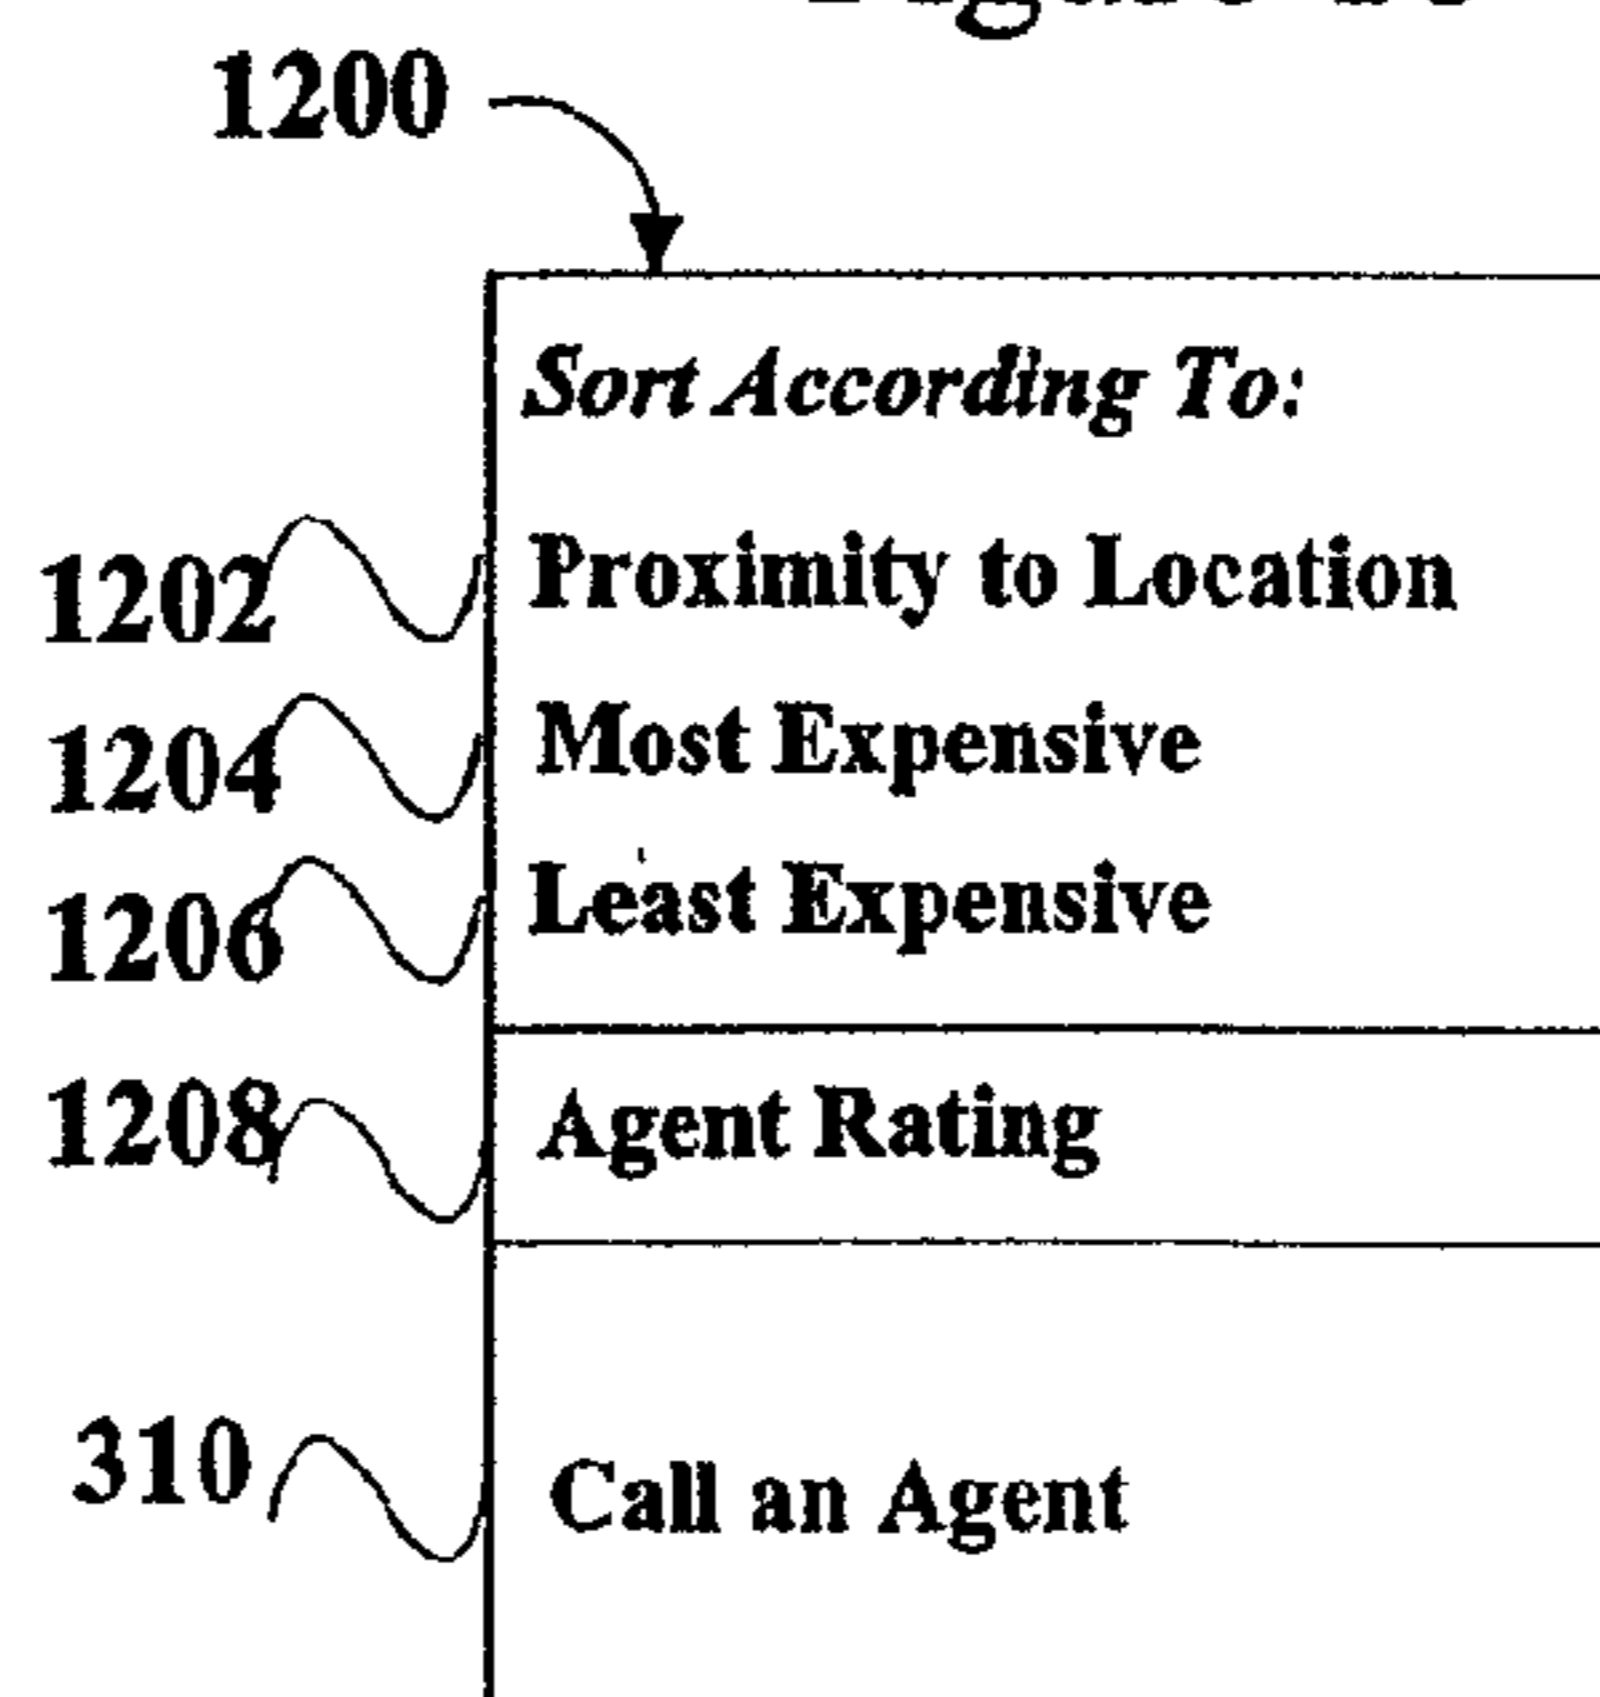 1200
Sort According To:
1202 Proximity to Location
1204 Most Expensive
1206 Least Expensive
1208 Agent Rating
310 Call an Agent